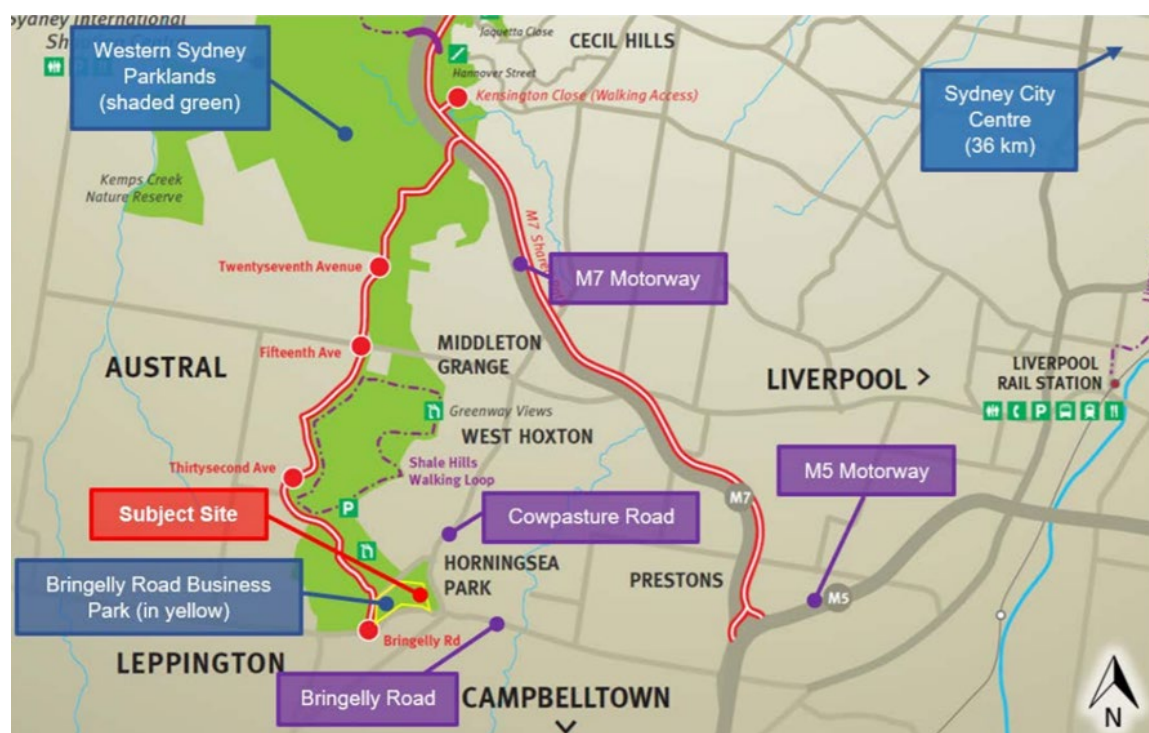 Sydney International
Western Sydney
Parklands
(shaded green)
Jaquetta Close
CECIL HILLS
Hannover Street
Kensington Close (Walking Access)
Sydney City
Centre
(36 km)
Kemps Creek
Nature Reserve
Twentyseventh Avenue
M7 Motorway
Fifteenth Ave
MIDDLETON
GRANGE
AUSTRAL
LIVERPOOL >
LIVERPOOL
RAIL STATION
P
Greenway Views
WEST HOXTON
Thirtysecond Ave
Shale Hills
Walking Loop
M5 Motorway
M7
Subject Site
P
Cowpasture Road
HORNINGSEA
PARK
PRESTONS
Bringelly Road Business
Park (in yellow)
M5
Bringelly Rd
LEPPINGTON
Bringelly Road
CAMPBELLTOWN
N